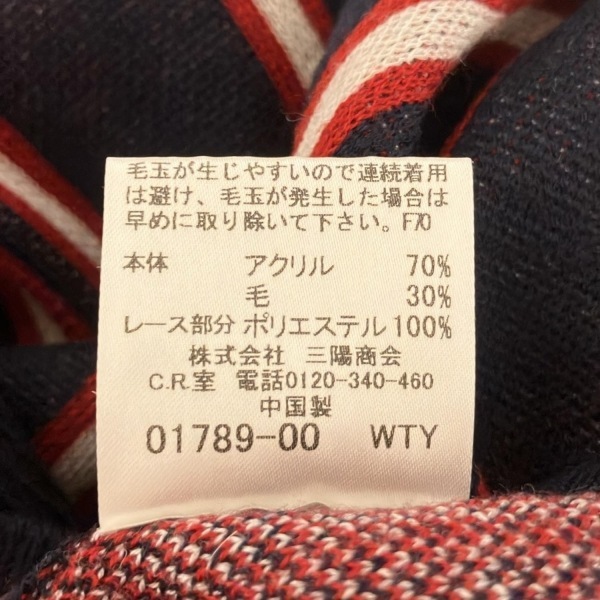 毛玉が生じやすいので連続着用
は避け、毛玉が発生した場合は
早めに取り除いて下さい。F70
本体 アクリル 70%
毛 30%
レース部分 ポリエステル 100%
株式会社 三陽商会
C.R.室 電話0120-340-460
中国製
01789-00 WTY